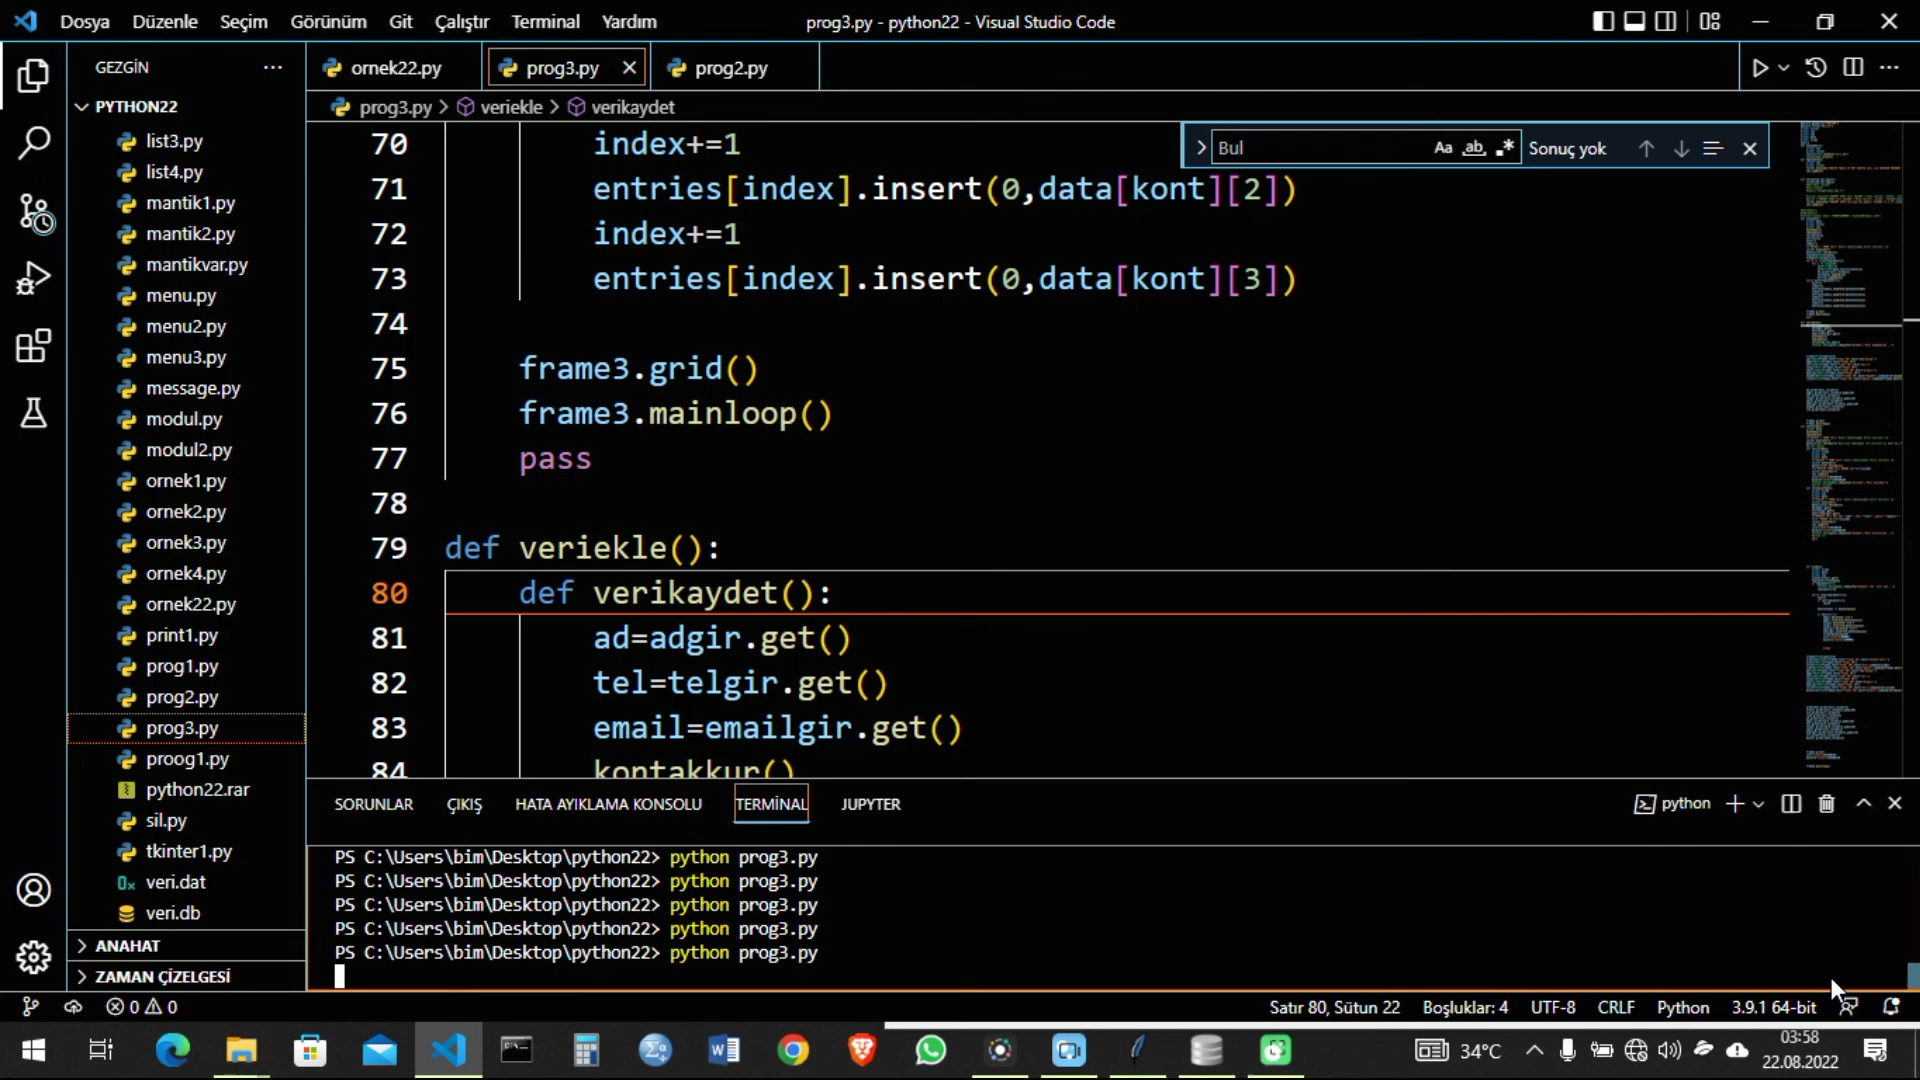 Dosya Düzenle Seçim Görünüm Git Çalıştır Terminal Yardım
prog3.py - python22 - Visual Studio Code
GEZGİN
PYTHON22
list3.py
list4.py
mantik1.py
mantik2.py
mantikvar.py
menu.py
menu2.py
menu3.py
message.py
modul.py
modul2.py
ornek1.py
ornek2.py
ornek3.py
ornek4.py
ornek22.py
print1.py
prog1.py
prog2.py
prog3.py
proog1.py
python22.rar
sil.py
tkinter1.py
veri.dat
veri.db
ANAHAT
ZAMAN ÇİZELGESİ
ornek22.py prog3.py prog2.py
prog3.py > veriekle > verikaydet
Bul Aa ab Sonuç yok
70 index+=1
71 entries[index].insert(0,data[kont][2])
72 index+=1
73 entries[index].insert(0,data[kont][3])
74
75 frame3.grid()
76 frame3.mainloop()
77 pass
78
79 def veriekle():
80 def verikaydet():
81 ad=adgir.get()
82 tel=telgir.get()
83 email=emailgir.get()
84 kontakkur()
SORUNLAR ÇIKIŞ HATA AYIKLAMA KONSOLU TERMİNAL JUPYTER
python
PS C:\Users\bim\Desktop\python22> python prog3.py
PS C:\Users\bim\Desktop\python22> python prog3.py
PS C:\Users\bim\Desktop\python22> python prog3.py
PS C:\Users\bim\Desktop\python22> python prog3.py
PS C:\Users\bim\Desktop\python22> python prog3.py
0 0
Satır 80, Sütun 22 Boşluklar: 4 UTF-8 CRLF Python 3.9.1 64-bit
34°C
03:58
22.08.2022